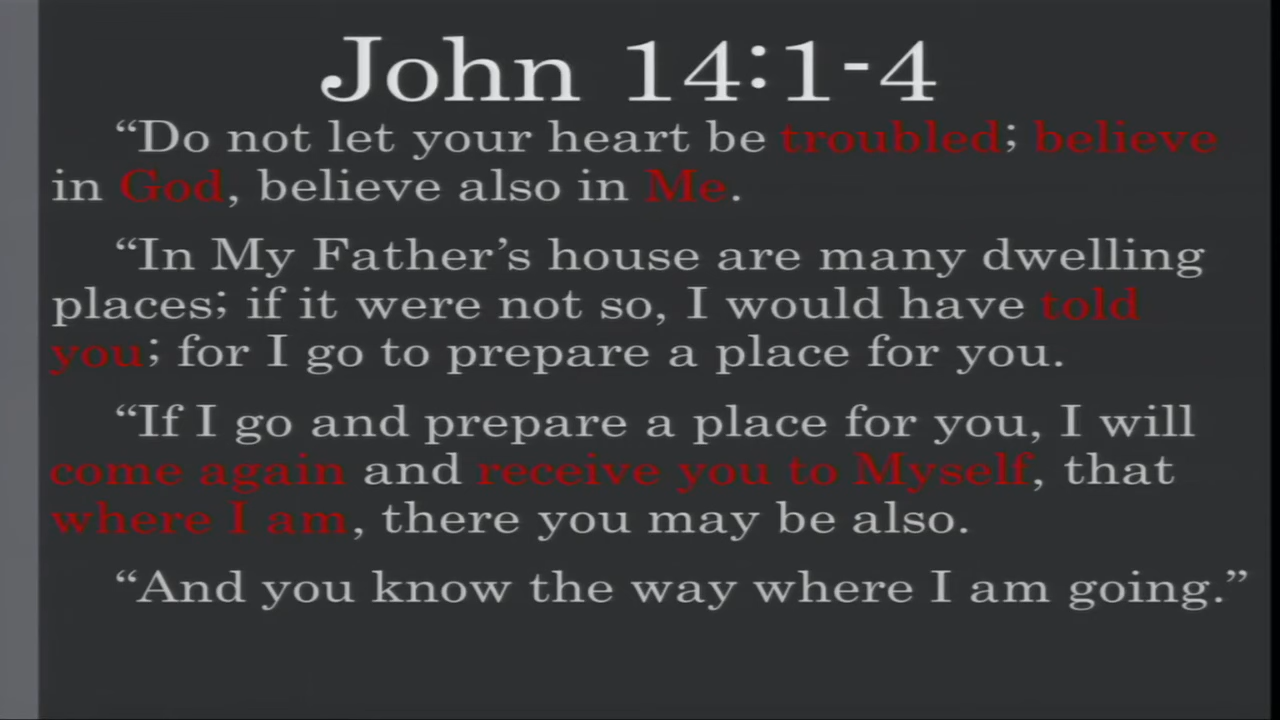 John 14:1-4
“Do not let your heart be troubled; believe
in God, believe also in Me.
“In My Father’s house are many dwelling
places; if it were not so, I would have told
you; for I go to prepare a place for you.
“If I go and prepare a place for you, I will
come again and receive you to Myself, that
where I am, there you may be also.
“And you know the way where I am going.”